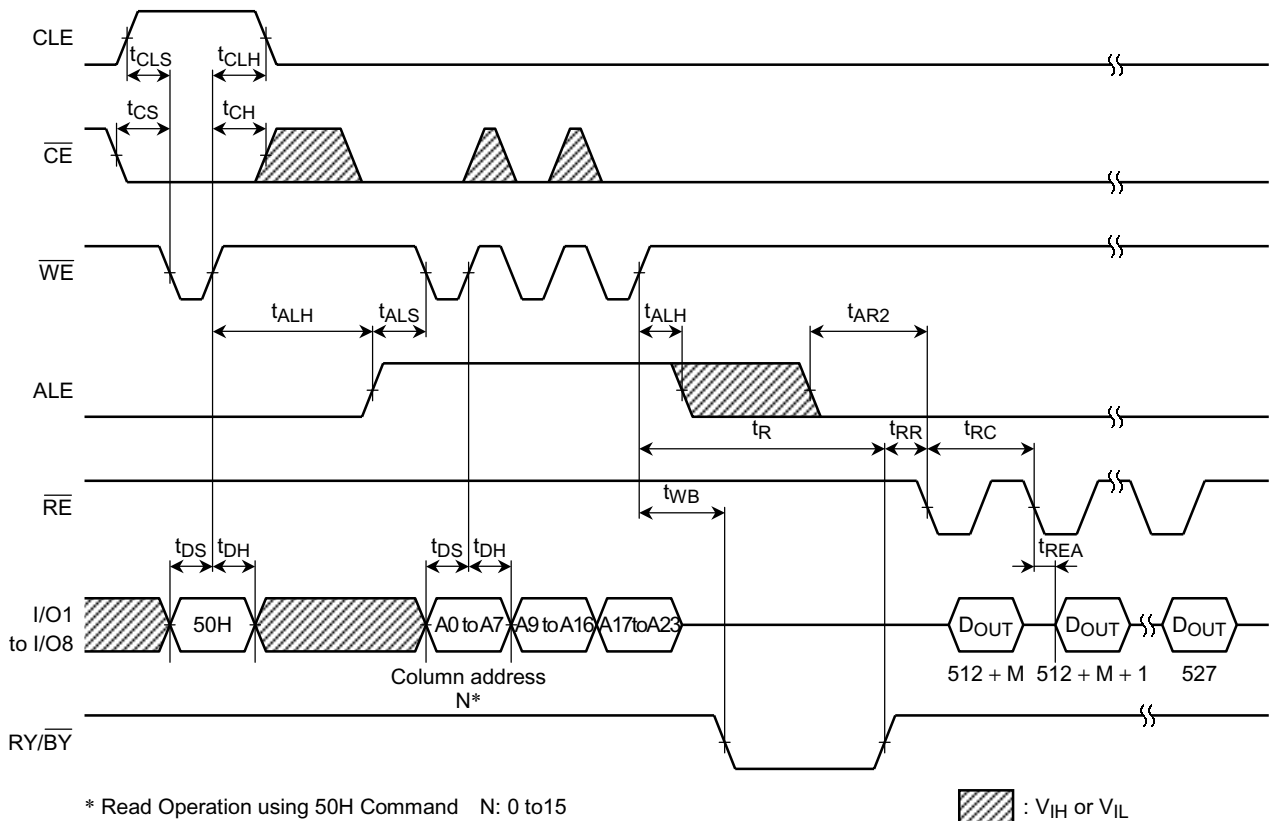 CLE
tCLS tCLH
tCS tCH
CE
WE
tALH tALS tALH tAR2
ALE
tR tRR tRC
RE
tWB
tDS tDH tDS tDH tREA
I/O1
to I/O8
50H A0 to A7 A9 to A16 A17 to A23 DOUT DOUT DOUT
Column address
N*
512 + M 512 + M + 1 527
RY/BY
* Read Operation using 50H Command N: 0 to15
: VIH or VIL